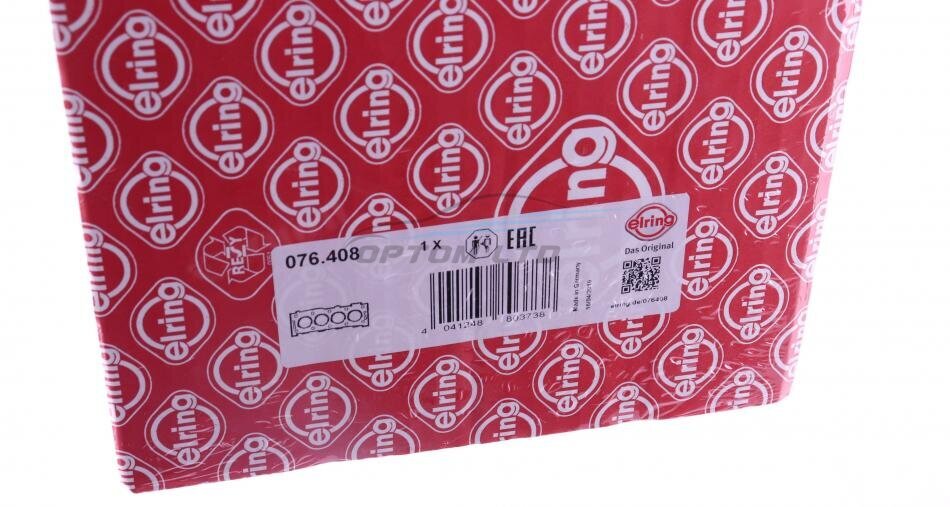 elring
076.408
1 X
EAC
elring
Das Original
OPTOM LTD
4 041248 803738
Made in Germany
elring.de/076408